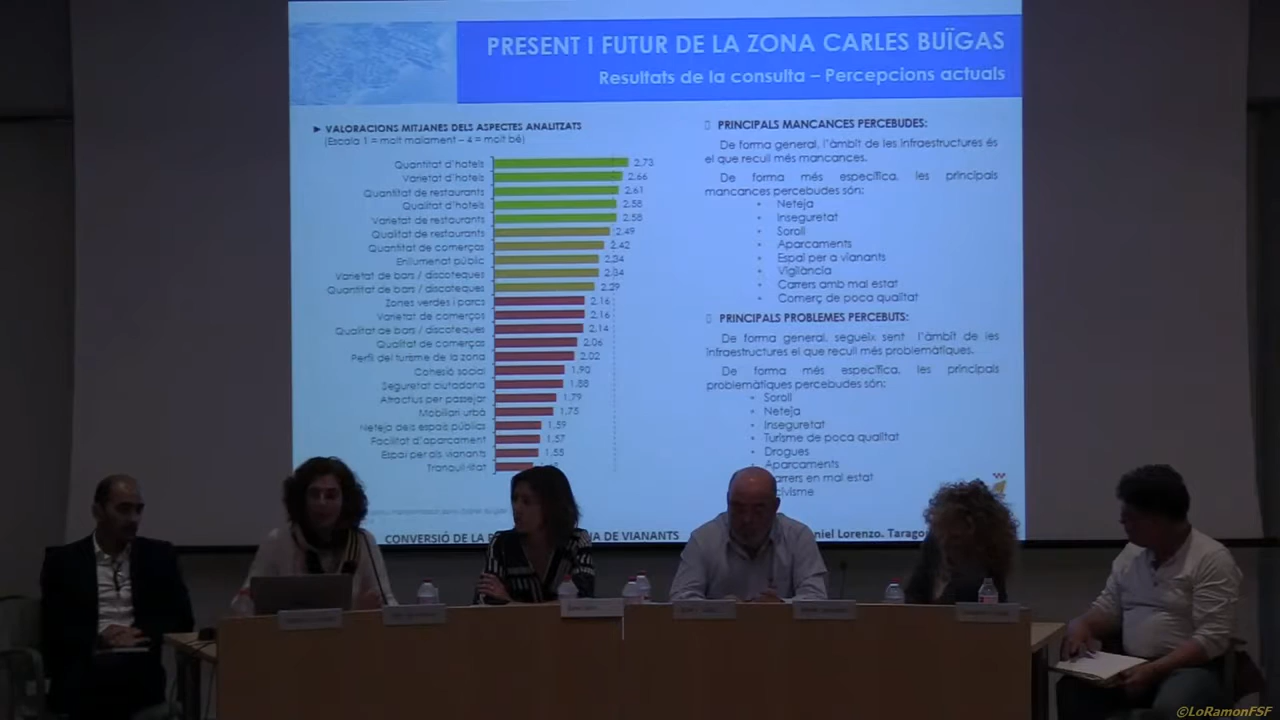 PRESENT I FUTUR DE LA ZONA CARLES BUÏGAS
Resultats de la consulta – Percepcions actuals
► VALORACIONS MITJANES DELS ASPECTES ANALITZATS
(Escala 1 = molt malament – 4 = molt bé)
Quantitat d'hotels 2,73
Varietat d'hotels 2,66
Quantitat de restaurants 2,61
Qualitat d'hotels 2,58
Varietat de restaurants 2,58
Qualitat de restaurants 2,49
Quantitat de comerços 2,42
Enllumenat públic 2,34
Varietat de bars / discoteques 2,34
Quantitat de bars / discoteques 2,29
Zones verdes i parcs 2,16
Varietat de comerços 2,16
Qualitat de bars / discoteques 2,14
Qualitat de comerços 2,06
Perfil del turisme de la zona 2,02
Cohesió social 1,90
Seguretat ciutadana 1,88
Atractius per passejar 1,79
Mobiliari urbà 1,75
Neteja dels espais públics 1,59
Facilitat d'aparcament 1,57
Espai per als vianants 1,55
Tranquil·litat
PRINCIPALS MANCANCES PERCEBUDES:
De forma general, l'àmbit de les infraestructures és
el que recull més mancances.
De forma més específica, les principals
mancances percebudes són:
• Neteja
• Inseguretat
• Soroll
• Aparcaments
• Espai per a vianants
• Vigilància
• Carrers amb mal estat
• Comerç de poca qualitat
PRINCIPALS PROBLEMES PERCEBUTS:
De forma general, segueix sent l'àmbit de les
infraestructures el que recull més problemàtiques.
De forma més específica, les principals
problemàtiques percebudes són:
• Soroll
• Neteja
• Inseguretat
• Turisme de poca qualitat
• Drogues
• Aparcaments
arrers en mal estat
civisme
CONVERSIÓ DE LA P NA DE VIANANTS niel Lorenzo. Tarago
©LoRamonFSF